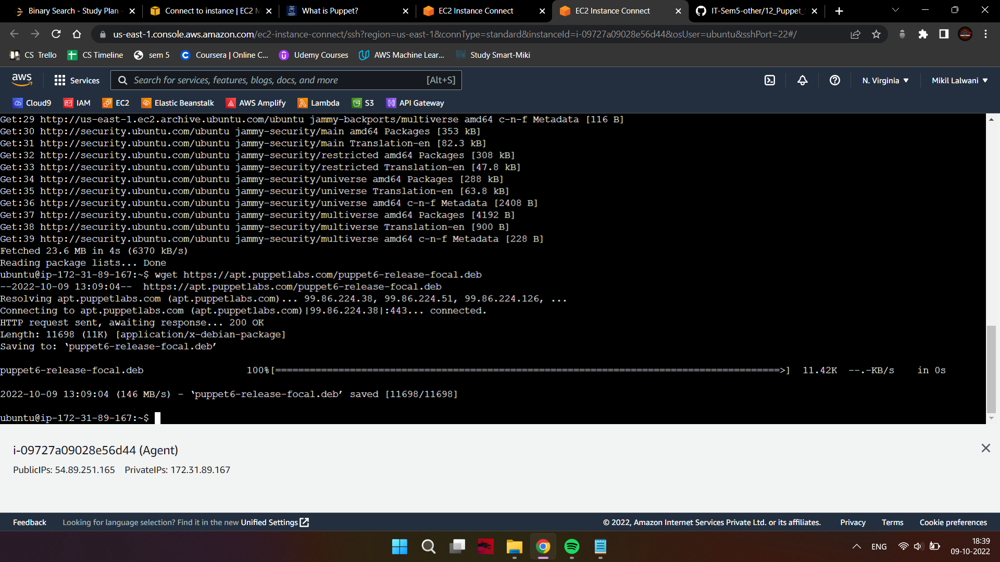 Binary Search - Study Plan -
Connect to instance | EC2 M
What is Puppet?
EC2 Instance Connect
EC2 Instance Connect
IT-Sem5-other/12_Puppet_
us-east-1.console.aws.amazon.com/ec2-instance-connect/ssh?region=us-east-1&connType=standard&instanceId=i-09727a09028e56d44&osUser=ubuntu&sshPort=22#/
CS Trello
CS Timeline
sem 5
Coursera | Online C...
Udemy Courses
AWS Machine Lear...
Study Smart-Miki
aws
Services
Search for services, features, blogs, docs, and more
[Alt+S]
N. Virginia
Mikil Lalwani
Cloud9
IAM
EC2
Elastic Beanstalk
AWS Amplify
Lambda
S3
API Gateway
Get:29 http://us-east-1.ec2.archive.ubuntu.com/ubuntu jammy-backports/multiverse amd64 c-n-f Metadata [116 B]
Get:30 http://security.ubuntu.com/ubuntu jammy-security/main amd64 Packages [353 kB]
Get:31 http://security.ubuntu.com/ubuntu jammy-security/main Translation-en [82.3 kB]
Get:32 http://security.ubuntu.com/ubuntu jammy-security/restricted amd64 Packages [308 kB]
Get:33 http://security.ubuntu.com/ubuntu jammy-security/restricted Translation-en [47.8 kB]
Get:34 http://security.ubuntu.com/ubuntu jammy-security/universe amd64 Packages [288 kB]
Get:35 http://security.ubuntu.com/ubuntu jammy-security/universe Translation-en [63.8 kB]
Get:36 http://security.ubuntu.com/ubuntu jammy-security/universe amd64 c-n-f Metadata [2408 B]
Get:37 http://security.ubuntu.com/ubuntu jammy-security/multiverse amd64 Packages [4192 B]
Get:38 http://security.ubuntu.com/ubuntu jammy-security/multiverse Translation-en [900 B]
Get:39 http://security.ubuntu.com/ubuntu jammy-security/multiverse amd64 c-n-f Metadata [228 B]
Fetched 23.6 MB in 4s (6370 kB/s)
Reading package lists... Done
ubuntu@ip-172-31-89-167:~$ wget https://apt.puppetlabs.com/puppet6-release-focal.deb
--2022-10-09 13:09:04--  https://apt.puppetlabs.com/puppet6-release-focal.deb
Resolving apt.puppetlabs.com (apt.puppetlabs.com)... 99.86.224.38, 99.86.224.51, 99.86.224.126, ...
Connecting to apt.puppetlabs.com (apt.puppetlabs.com)|99.86.224.38|:443... connected.
HTTP request sent, awaiting response... 200 OK
Length: 11698 (11K) [application/x-debian-package]
Saving to: ‘puppet6-release-focal.deb’
puppet6-release-focal.deb 100%[========================================================================================>] 11.42K --.-KB/s in 0s
2022-10-09 13:09:04 (146 MB/s) - ‘puppet6-release-focal.deb’ saved [11698/11698]
ubuntu@ip-172-31-89-167:~$
i-09727a09028e56d44 (Agent)
PublicIPs: 54.89.251.165 PrivateIPs: 172.31.89.167
Feedback
Looking for language selection? Find it in the new Unified Settings
© 2022, Amazon Internet Services Private Ltd. or its affiliates.
Privacy
Terms
Cookie preferences
ENG
18:39
09-10-2022